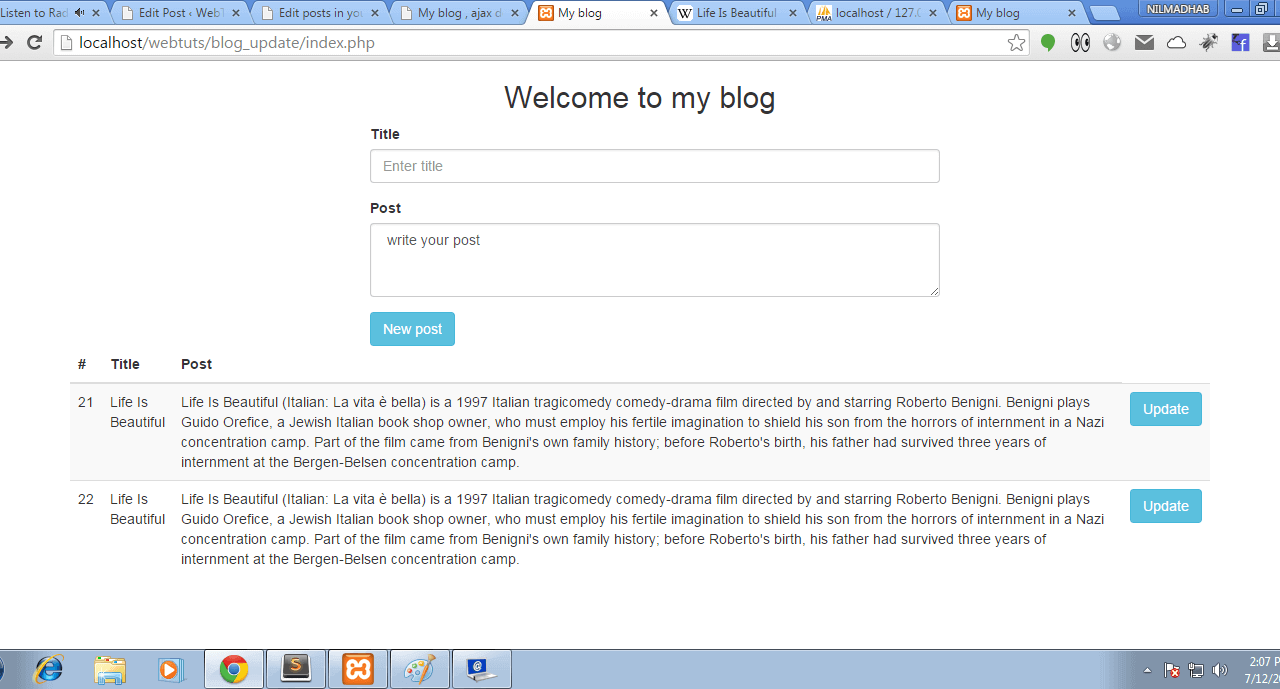 Listen to Rad
Edit Post ‹ WebT
Edit posts in you
My blog , ajax d
My blog
Life Is Beautiful
localhost / 127.0
My blog
NILMADHAB
localhost/webtuts/blog_update/index.php
Welcome to my blog
Title
Enter title
Post
write your post
New post
# Title Post
21 Life Is Beautiful
Life Is Beautiful (Italian: La vita è bella) is a 1997 Italian tragicomedy comedy-drama film directed by and starring Roberto Benigni. Benigni plays
Guido Orefice, a Jewish Italian book shop owner, who must employ his fertile imagination to shield his son from the horrors of internment in a Nazi
concentration camp. Part of the film came from Benigni's own family history; before Roberto's birth, his father had survived three years of
internment at the Bergen-Belsen concentration camp.
Update
22 Life Is Beautiful
Life Is Beautiful (Italian: La vita è bella) is a 1997 Italian tragicomedy comedy-drama film directed by and starring Roberto Benigni. Benigni plays
Guido Orefice, a Jewish Italian book shop owner, who must employ his fertile imagination to shield his son from the horrors of internment in a Nazi
concentration camp. Part of the film came from Benigni's own family history; before Roberto's birth, his father had survived three years of
internment at the Bergen-Belsen concentration camp.
Update
2:07 P
7/12/2